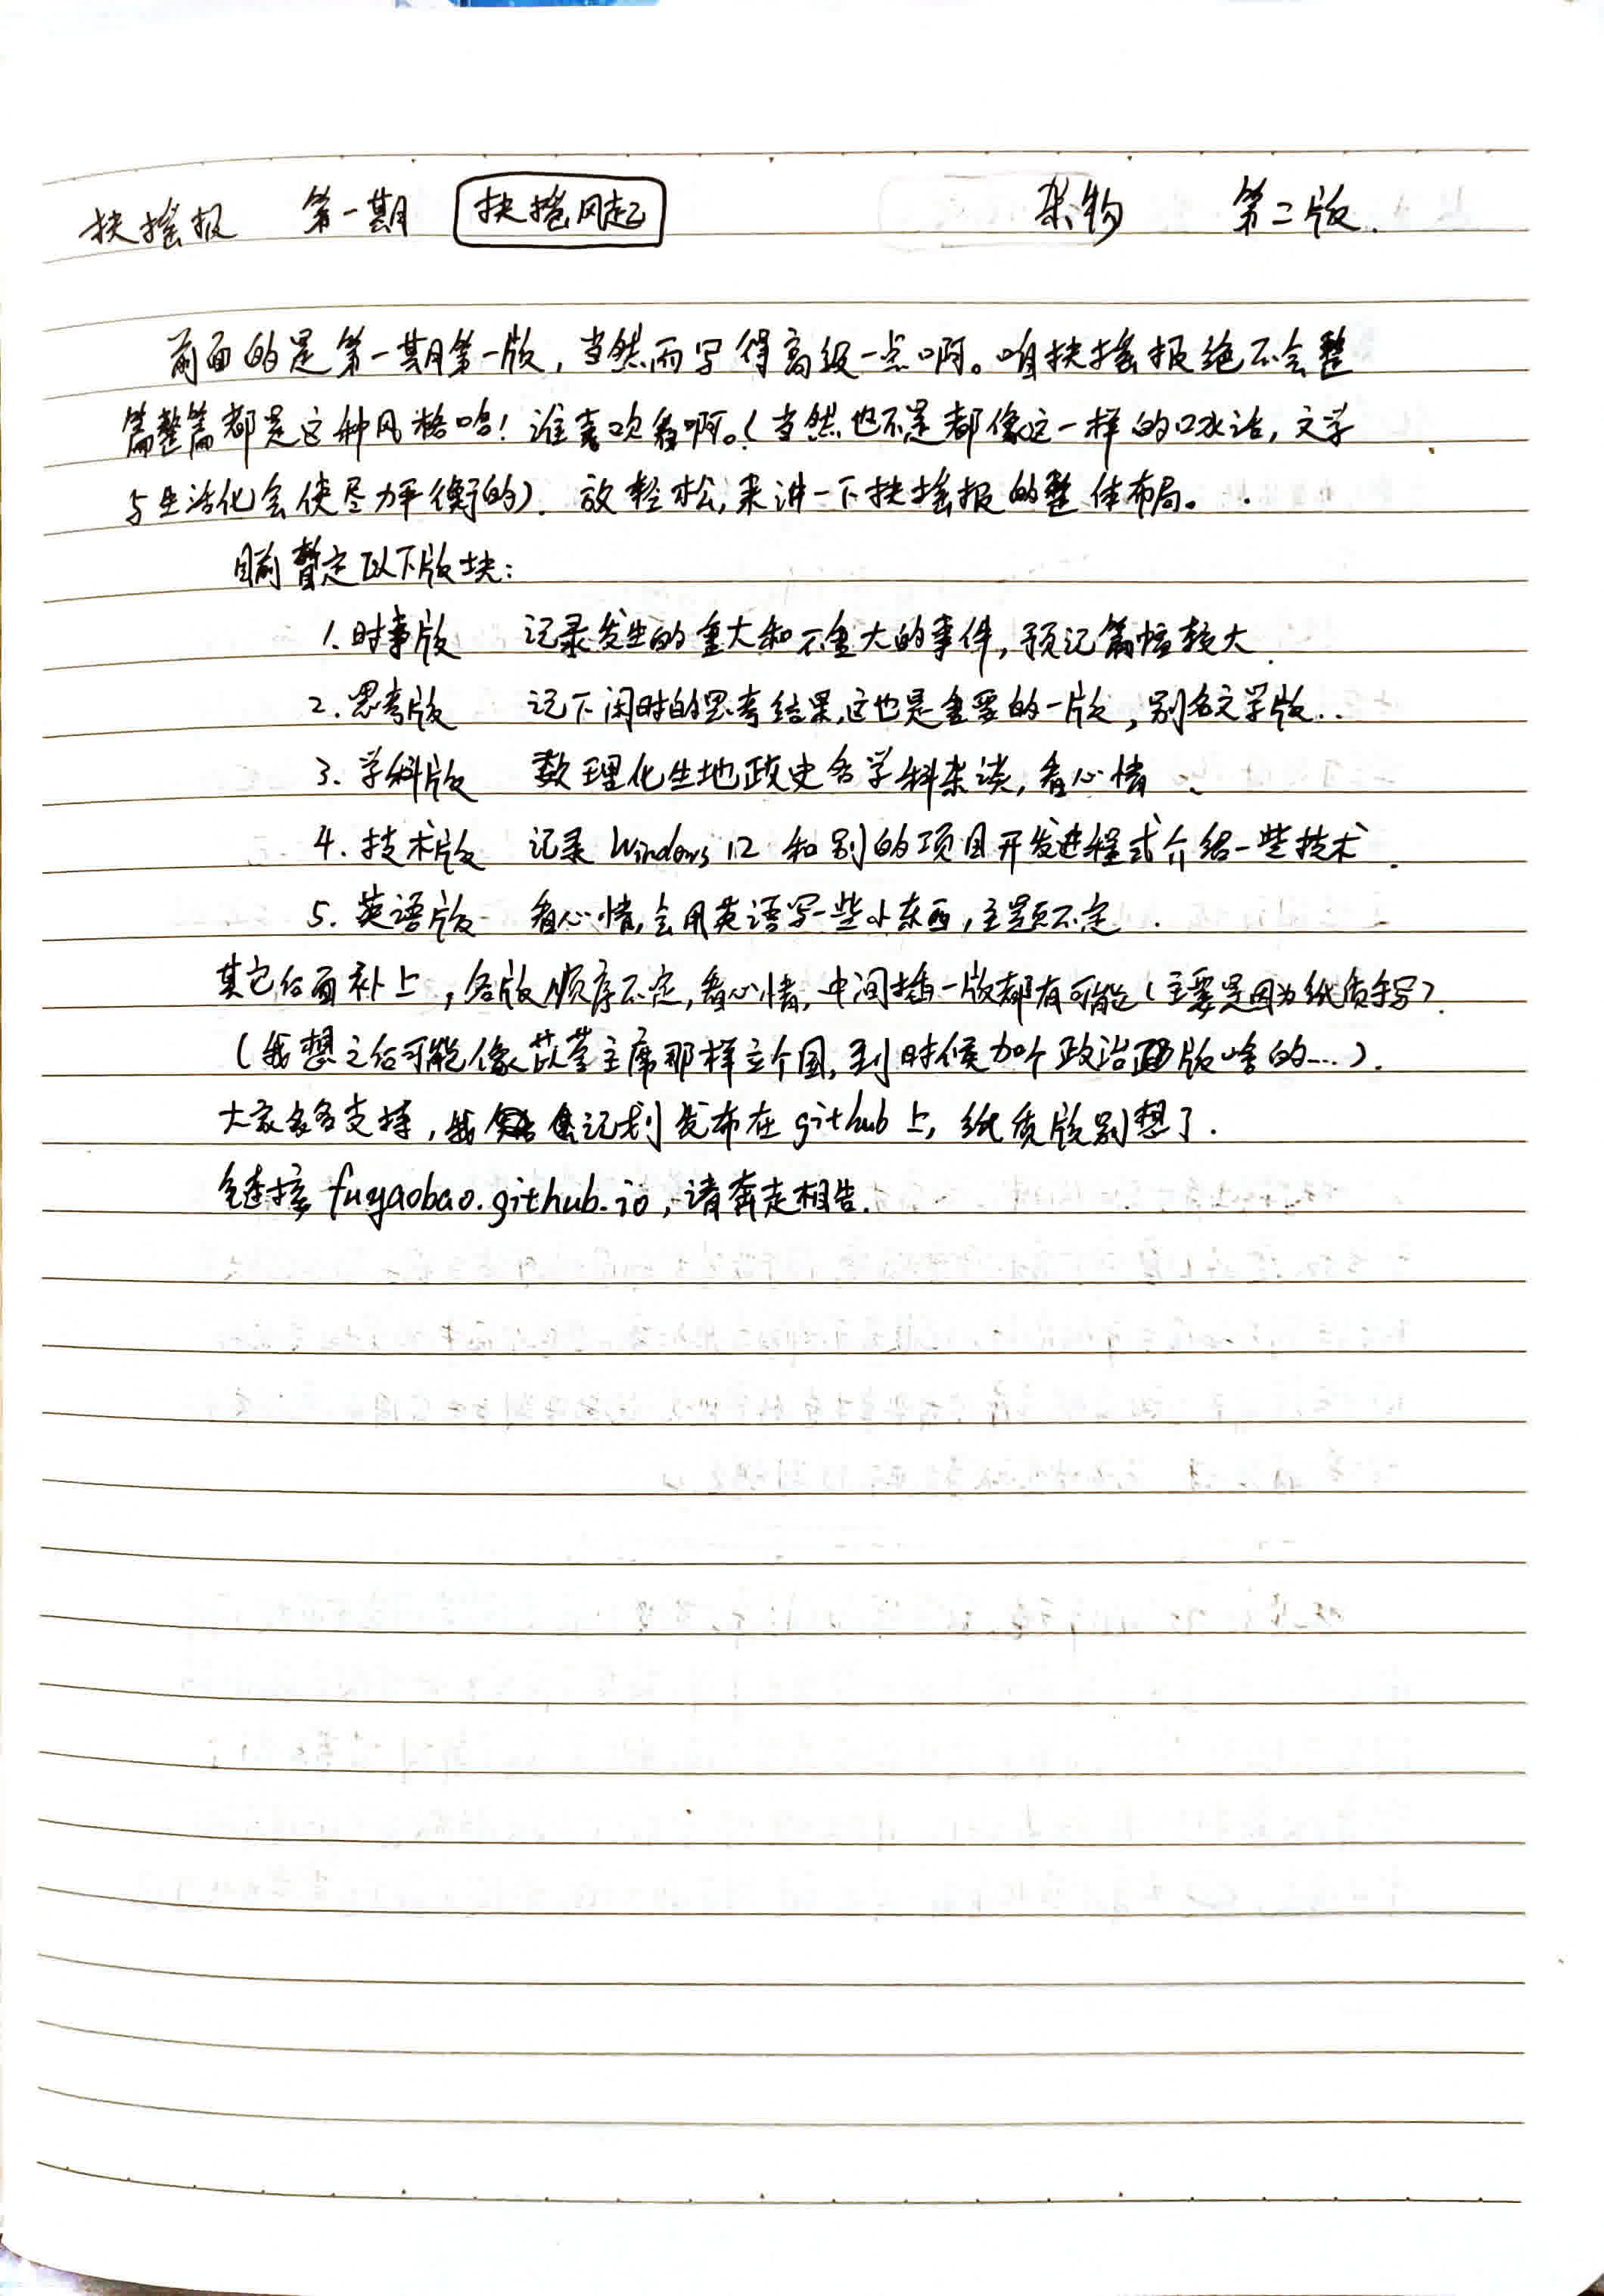 扶摇报 第一期 扶摇风起 杂物 第二版.
前面的是第一期第一版，当然而写得高级一点啊。咱扶摇报绝不会整
篇整篇都是这种风格哈！谁喜欢看啊。（当然也不是都像这一样的口水话，文学
与生活化会使尽力平衡的）. 放轻松，来讲一下扶摇报的整体布局。
目前暂定以下版块：
1. 时事版 记录发生的重大和不重大的事件，预记篇幅较大.
2. 思考版 记下闲时的思考结果，这也是重要的一版，别名文学版..
3. 学科版 数理化生地政史各学科杂谈，看心情.
4. 技术版 记录 Windows 12 和别的项目开发进程或介绍一些技术.
5. 英语版 看心情，会用英语写一些小东西，主题不定.
其它后面补上，各版顺序不定，看心情，中间插一版都有可能（主要是因为纸质手写）.
（我想之后可能像苡蓥主席那样立个国，到时候加个政治版啥的...）.
大家多多支持，我记划发布在 github 上，纸质版别想了.
链接 fuyaobao.github.io，请奔走相告.